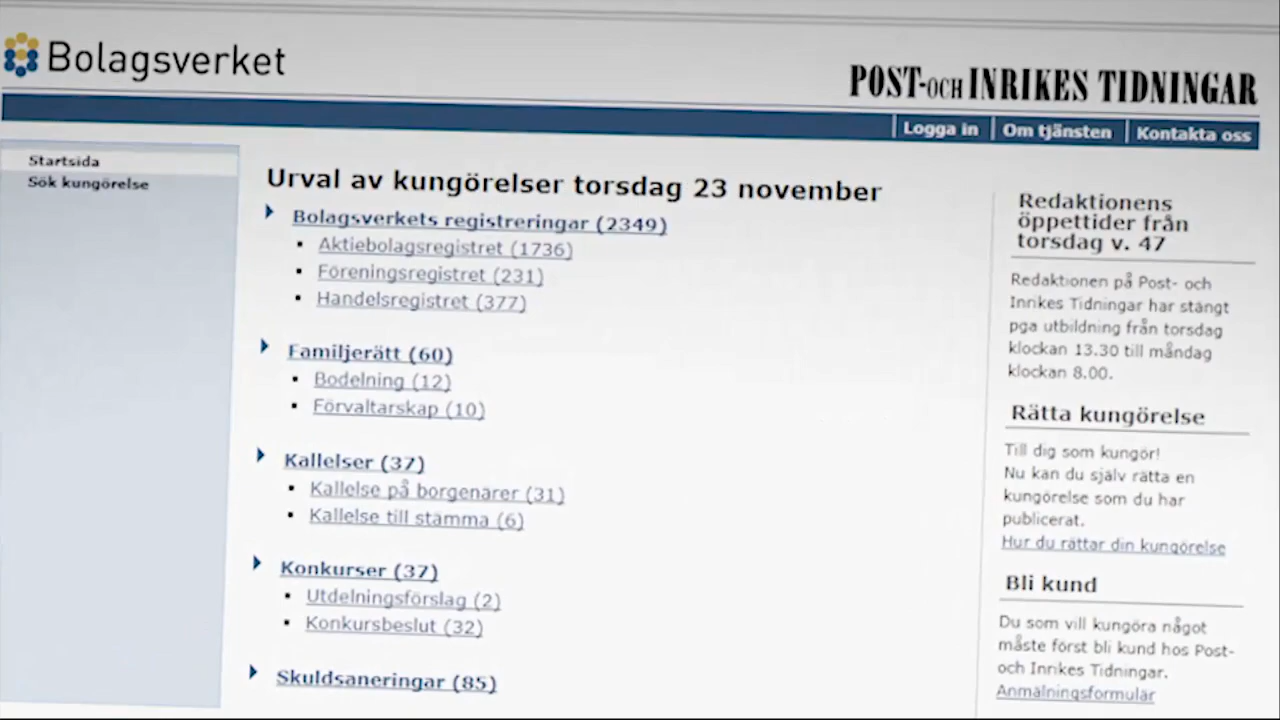 Bolagsverket
POST-OCH INRIKES TIDNINGAR
Logga in
Om tjänsten
Kontakta oss
Startsida
Sök kungörelse
Urval av kungörelser torsdag 23 november
Bolagsverkets registreringar (2349)
Aktiebolagsregistret (1736)
Föreningsregistret (231)
Handelsregistret (377)
Familjerätt (60)
Bodelning (12)
Förvaltarskap (10)
Kallelser (37)
Kallelse på borgenärer (31)
Kallelse till stämma (6)
Konkurser (37)
Utdelningsförslag (2)
Konkursbeslut (32)
Skuldsaneringar (85)
Redaktionens
öppettider från
torsdag v. 47
Redaktionen på Post- och
Inrikes Tidningar har stängt
pga utbildning från torsdag
klockan 13.30 till måndag
klockan 8.00.
Rätta kungörelse
Till dig som kungör!
Nu kan du själv rätta en
kungörelse som du har
publicerat.
Hur du rättar din kungörelse
Bli kund
Du som vill kungöra något
måste först bli kund hos Post-
och Inrikes Tidningar.
Anmälningsformulär